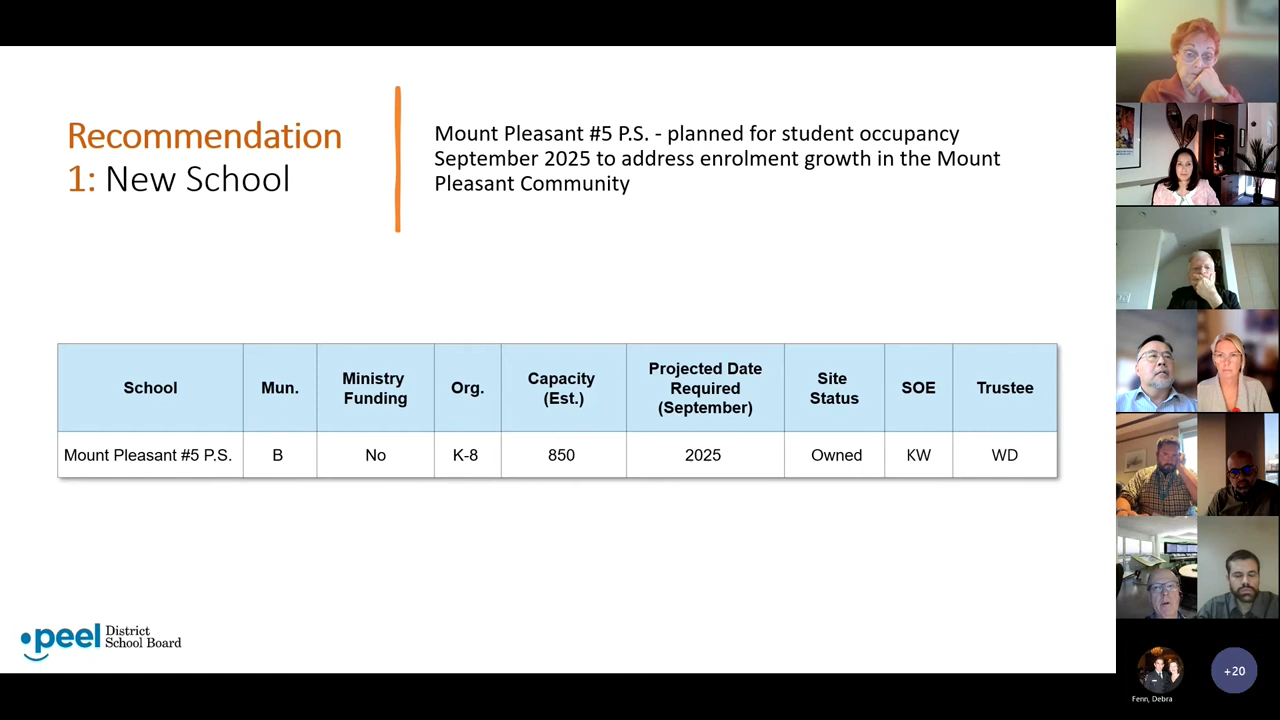 Recommendation
1: New School
Mount Pleasant #5 P.S. - planned for student occupancy
September 2025 to address enrolment growth in the Mount
Pleasant Community
School Mun. Ministry Funding Org. Capacity (Est.) Projected Date Required (September) Site Status SOE Trustee
Mount Pleasant #5 P.S. B No K-8 850 2025 Owned KW WD
peel District School Board
Fenn, Debra
+20